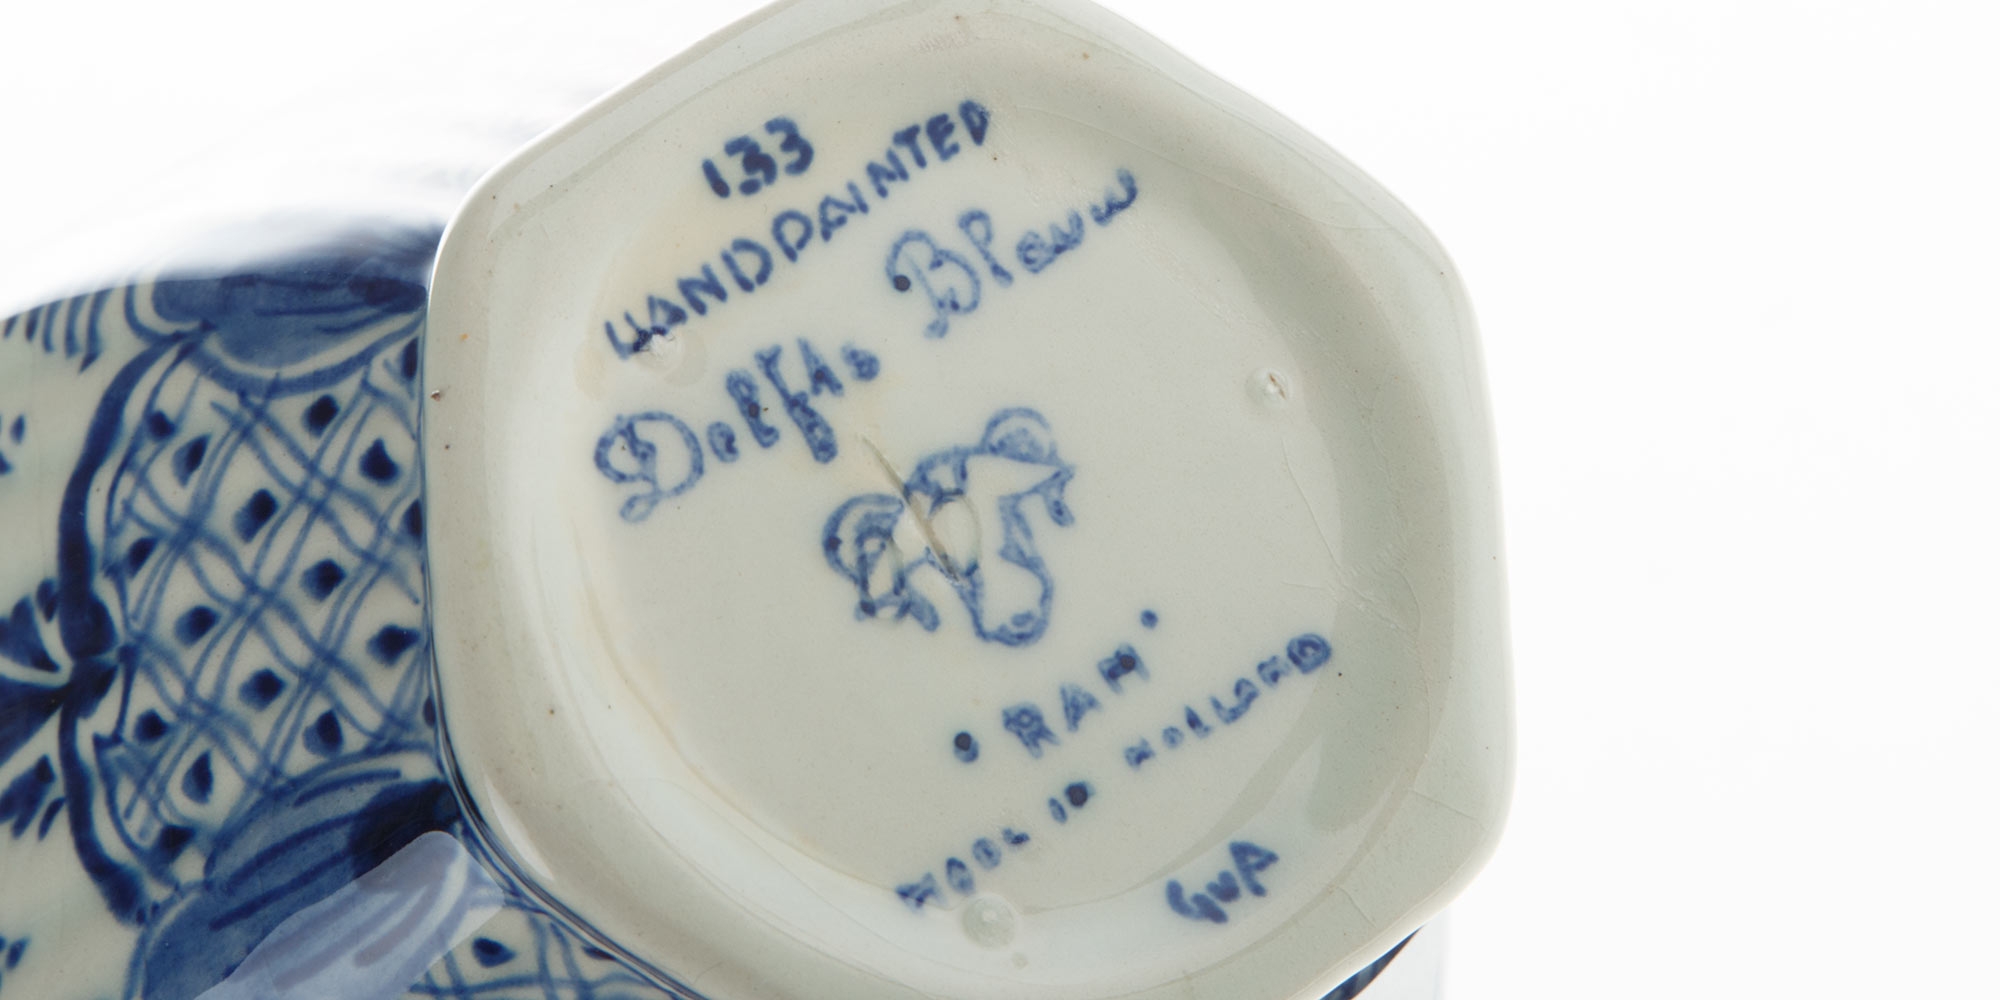 133
HANDPAINTED
Delfts Blauw
• RAM •
MADE IN HOLLAND
GVA